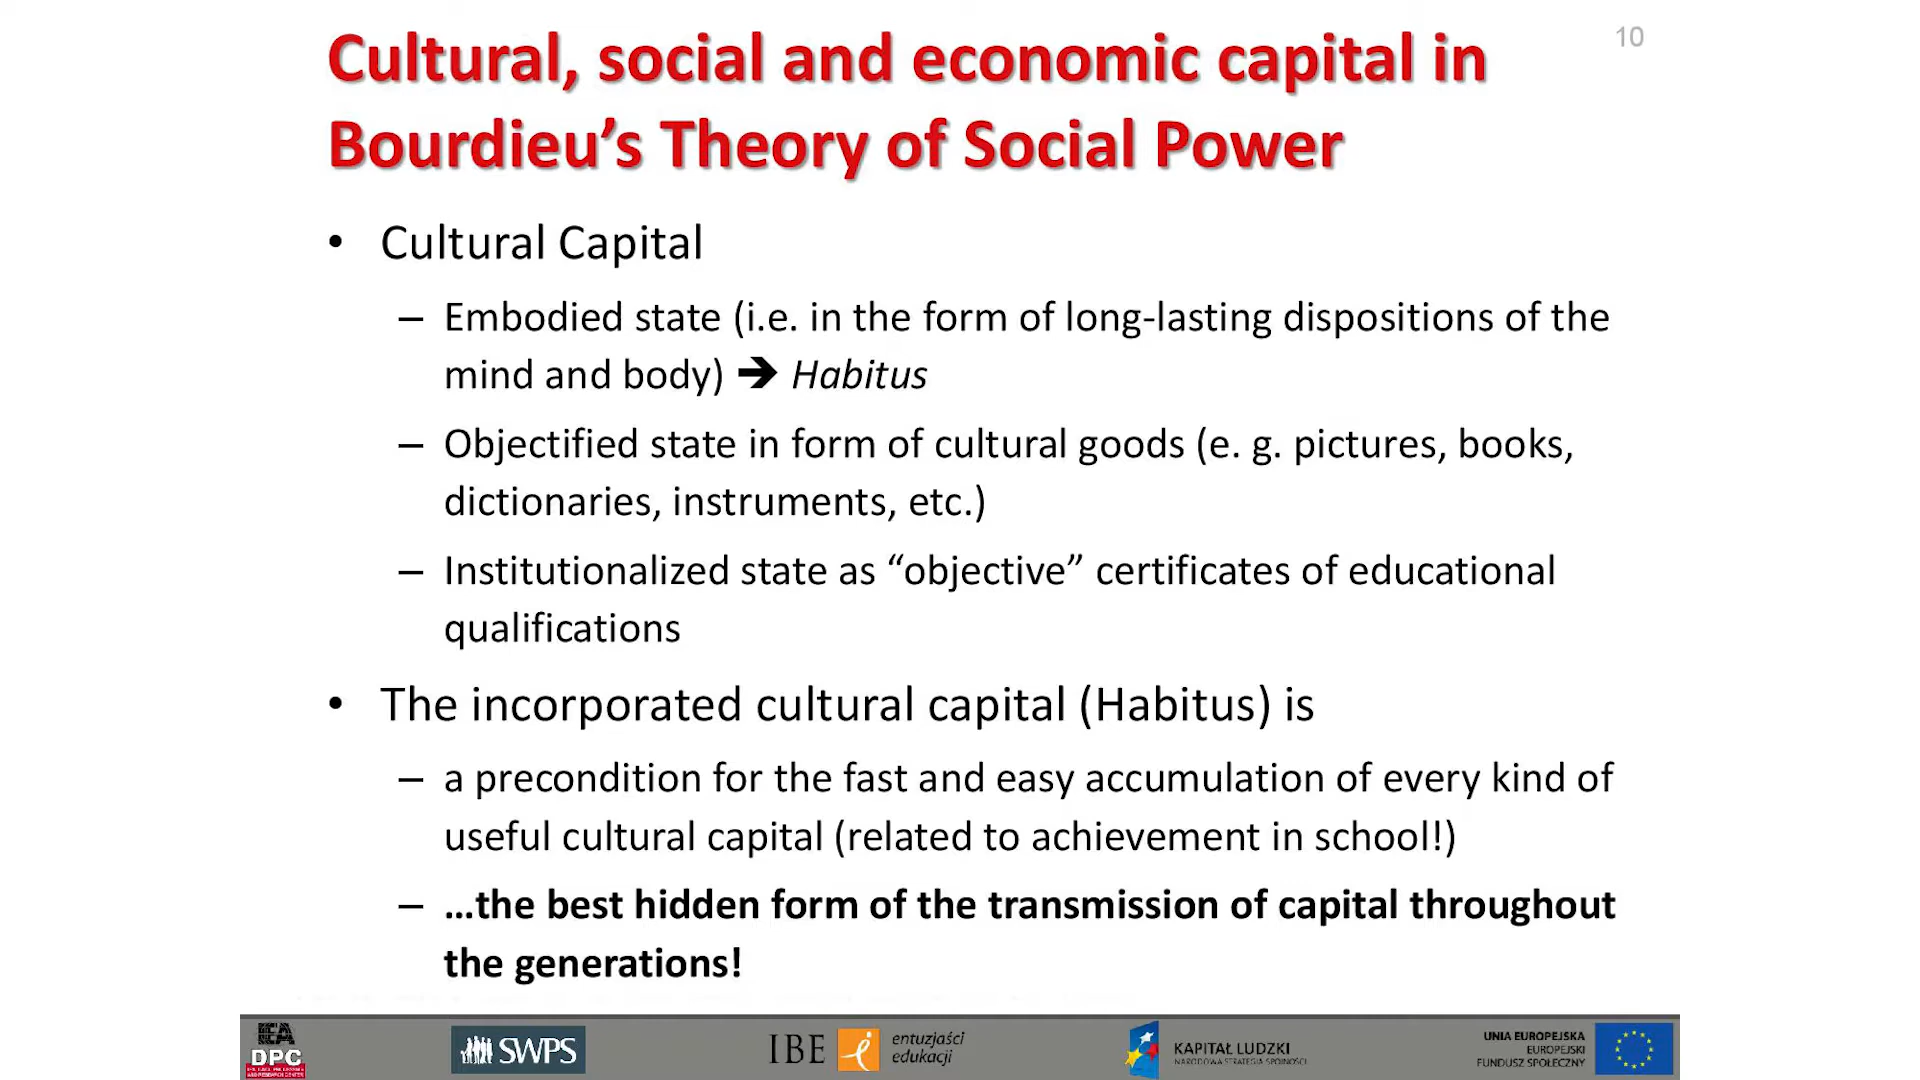 10
Cultural, social and economic capital in
Bourdieu’s Theory of Social Power
• Cultural Capital
– Embodied state (i.e. in the form of long-lasting dispositions of the
mind and body) ➔ Habitus
– Objectified state in form of cultural goods (e. g. pictures, books,
dictionaries, instruments, etc.)
– Institutionalized state as “objective” certificates of educational
qualifications
• The incorporated cultural capital (Habitus) is
– a precondition for the fast and easy accumulation of every kind of
useful cultural capital (related to achievement in school!)
– …the best hidden form of the transmission of capital throughout
the generations!
IEA
DPC
SWPS
IBE
entuzjaści
edukacji
KAPITAŁ LUDZKI
NARODOWA STRATEGIA SPÓJNOŚCI
UNIA EUROPEJSKA
EUROPEJSKI
FUNDUSZ SPOŁECZNY